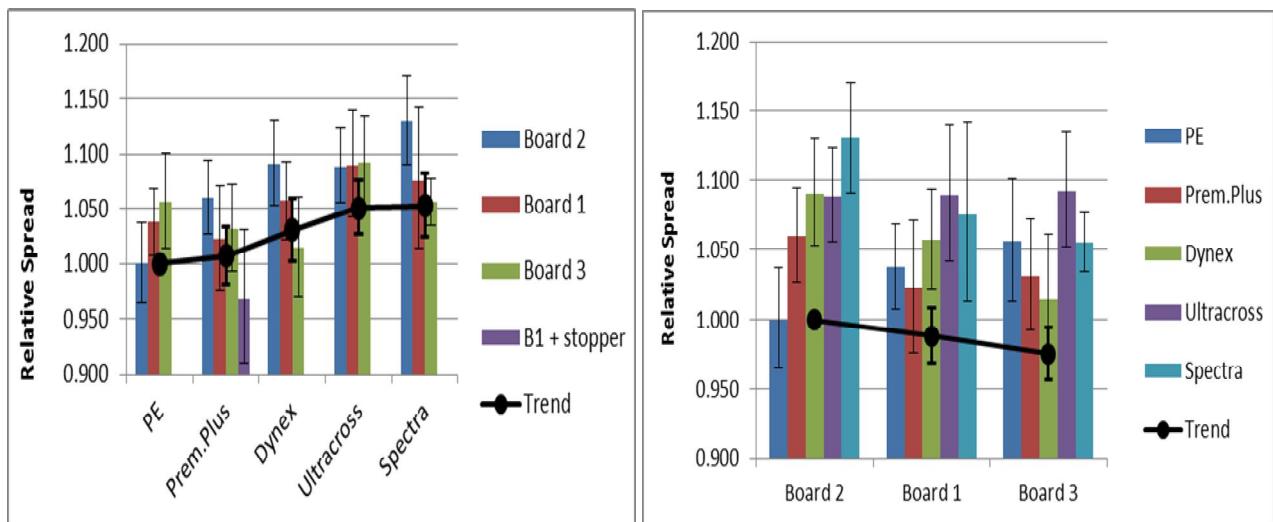 Relative Spread
1.200
1.150
1.100
1.050
1.000
0.950
0.900
PE
Prem.Plus
Dynex
Ultracross
Spectra
Board 2
Board 1
Board 3
B1 + stopper
Trend
Relative Spread
1.200
1.150
1.100
1.050
1.000
0.950
0.900
Board 2
Board 1
Board 3
PE
Prem.Plus
Dynex
Ultracross
Spectra
Trend